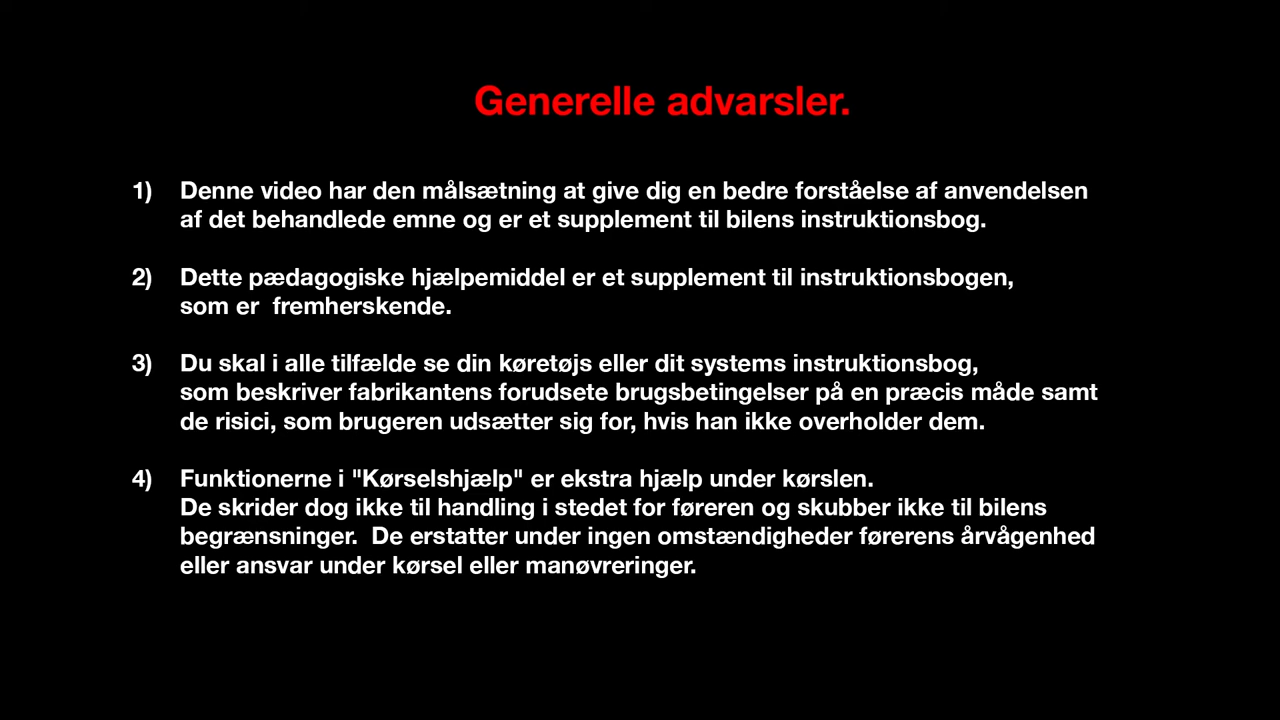 Generelle advarsler.
1) Denne video har den målsætning at give dig en bedre forståelse af anvendelsen
af det behandlede emne og er et supplement til bilens instruktionsbog.
2) Dette pædagogiske hjælpemiddel er et supplement til instruktionsbogen,
som er  fremherskende.
3) Du skal i alle tilfælde se din køretøjs eller dit systems instruktionsbog,
som beskriver fabrikantens forudsete brugsbetingelser på en præcis måde samt
de risici, som brugeren udsætter sig for, hvis han ikke overholder dem.
4) Funktionerne i "Kørselshjælp" er ekstra hjælp under kørslen.
De skrider dog ikke til handling i stedet for føreren og skubber ikke til bilens
begrænsninger.  De erstatter under ingen omstændigheder førerens årvågenhed
eller ansvar under kørsel eller manøvreringer.